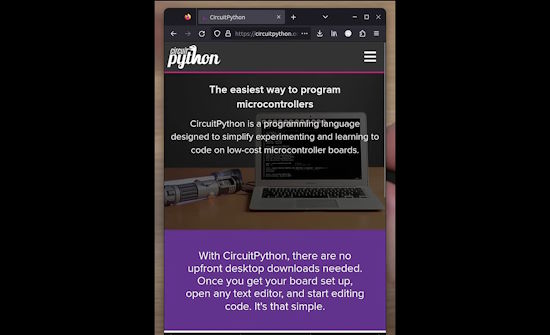 CircuitPython
https://circuitpython.o
circuit
python
The easiest way to program
microcontrollers
CircuitPython is a programming language
designed to simplify experimenting and learning to
code on low-cost microcontroller boards.
With CircuitPython, there are no
upfront desktop downloads needed.
Once you get your board set up,
open any text editor, and start editing
code. It's that simple.